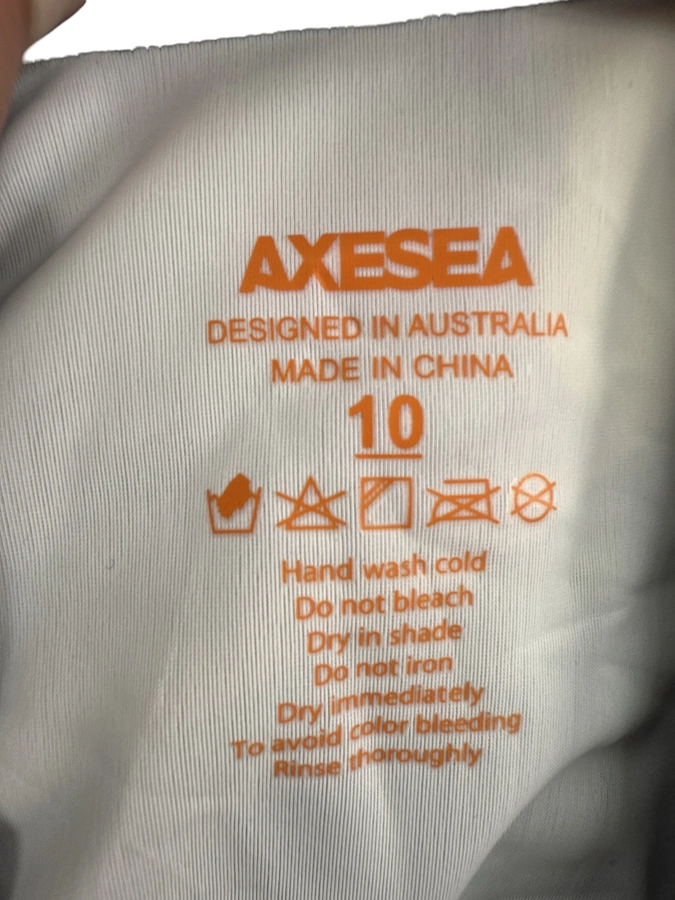 AXESEA
DESIGNED IN AUSTRALIA
MADE IN CHINA
10
Hand wash cold
Do not bleach
Dry in shade
Do not iron
Dry immediately
To avoid color bleeding
Rinse thoroughly